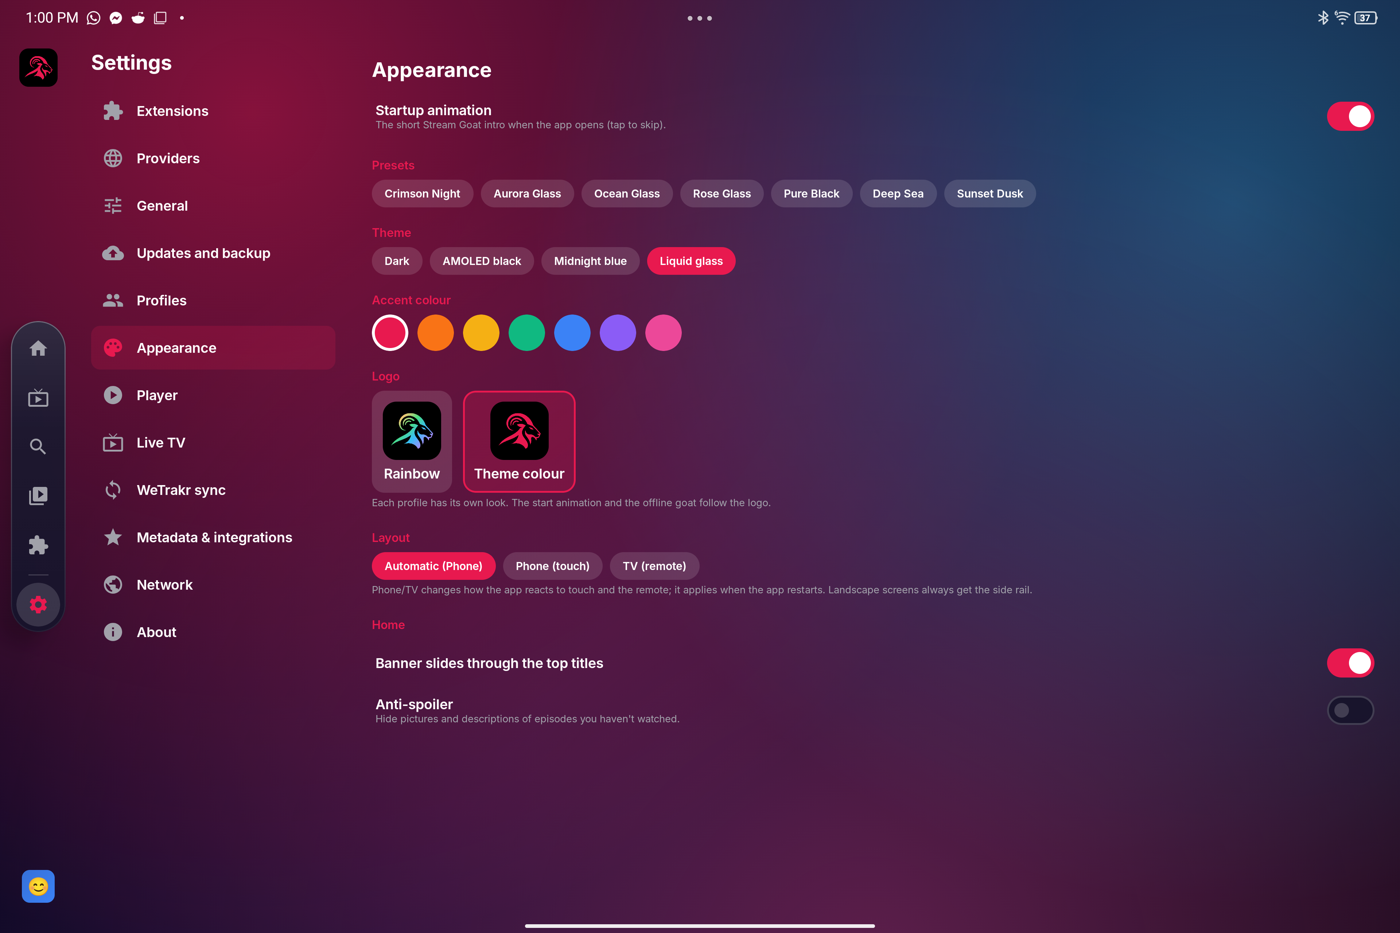 1:00 PM
37
Settings
Extensions
Providers
General
Updates and backup
Profiles
Appearance
Player
Live TV
WeTrakr sync
Metadata & integrations
Network
About
Appearance
Startup animation
The short Stream Goat intro when the app opens (tap to skip).
Presets
Crimson Night Aurora Glass Ocean Glass Rose Glass Pure Black Deep Sea Sunset Dusk
Theme
Dark AMOLED black Midnight blue Liquid glass
Accent colour
Logo
Rainbow Theme colour
Each profile has its own look. The start animation and the offline goat follow the logo.
Layout
Automatic (Phone) Phone (touch) TV (remote)
Phone/TV changes how the app reacts to touch and the remote; it applies when the app restarts. Landscape screens always get the side rail.
Home
Banner slides through the top titles
Anti-spoiler
Hide pictures and descriptions of episodes you haven't watched.